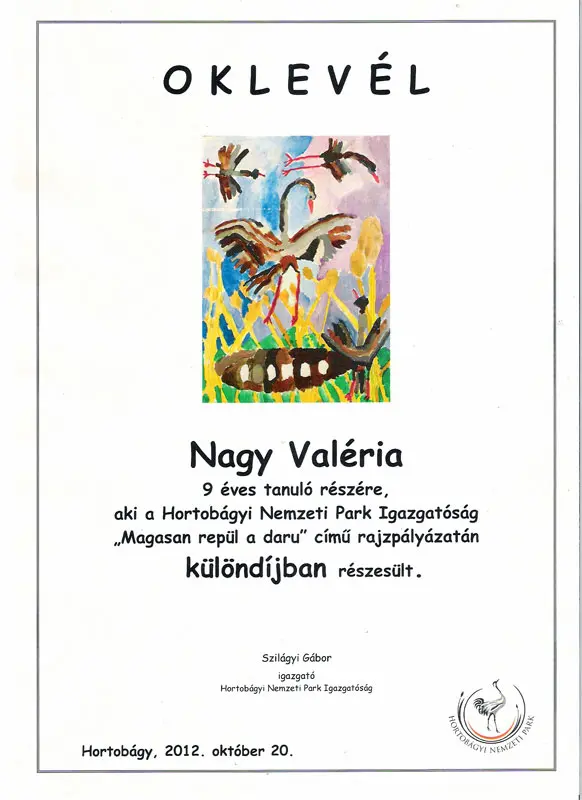 OKLEVÉL
Nagy Valéria
9 éves tanuló részére,
aki a Hortobágyi Nemzeti Park Igazgatóság
„Magasan repül a daru” című rajzpályázatán
különdíjban részesült.
Szilágyi Gábor
igazgató
Hortobágyi Nemzeti Park Igazgatóság
HORTOBÁGYI NEMZETI PARK
Hortobágy, 2012. október 20.